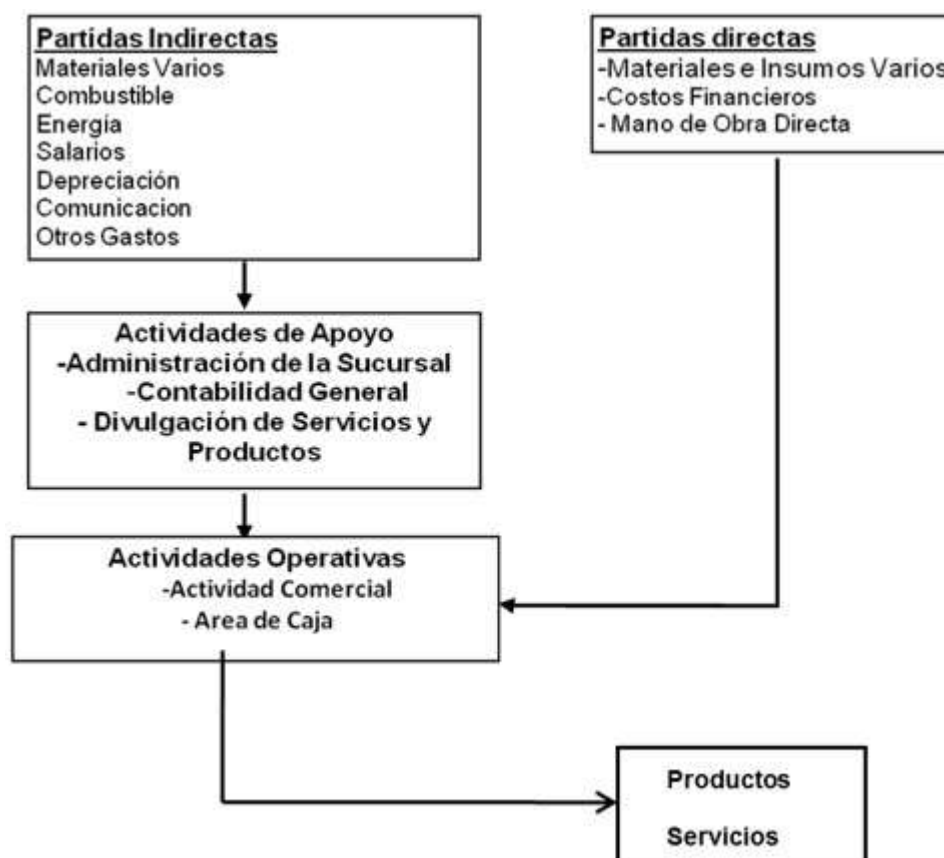 Partidas Indirectas
Materiales Varios
Combustible
Energía
Salarios
Depreciación
Comunicacion
Otros Gastos
Partidas directas
-Materiales e Insumos Varios
-Costos Financieros
- Mano de Obra Directa
Actividades de Apoyo
-Administración de la Sucursal
-Contabilidad General
- Divulgación de Servicios y
Productos
Actividades Operativas
-Actividad Comercial
- Area de Caja
Productos
Servicios